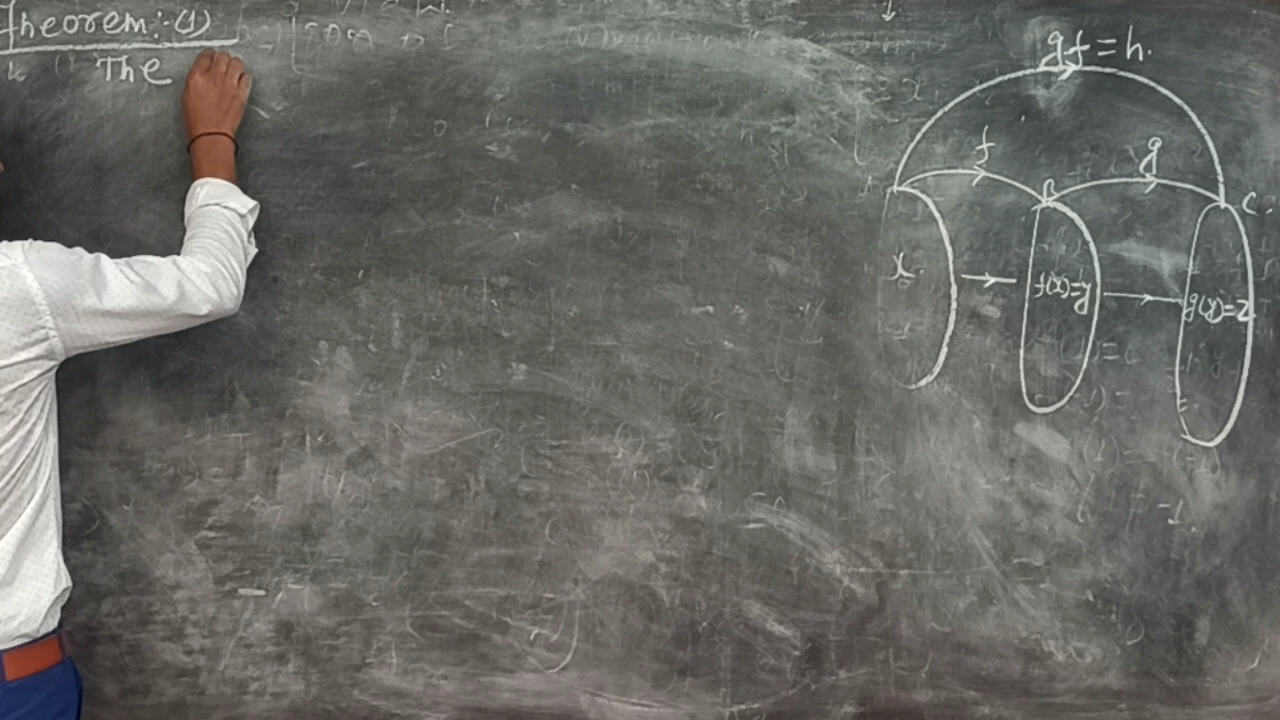 Theorem:-(1)
The
gf = h.
f
g
A
B
C.
x.
f(x)=y
g(y)=z